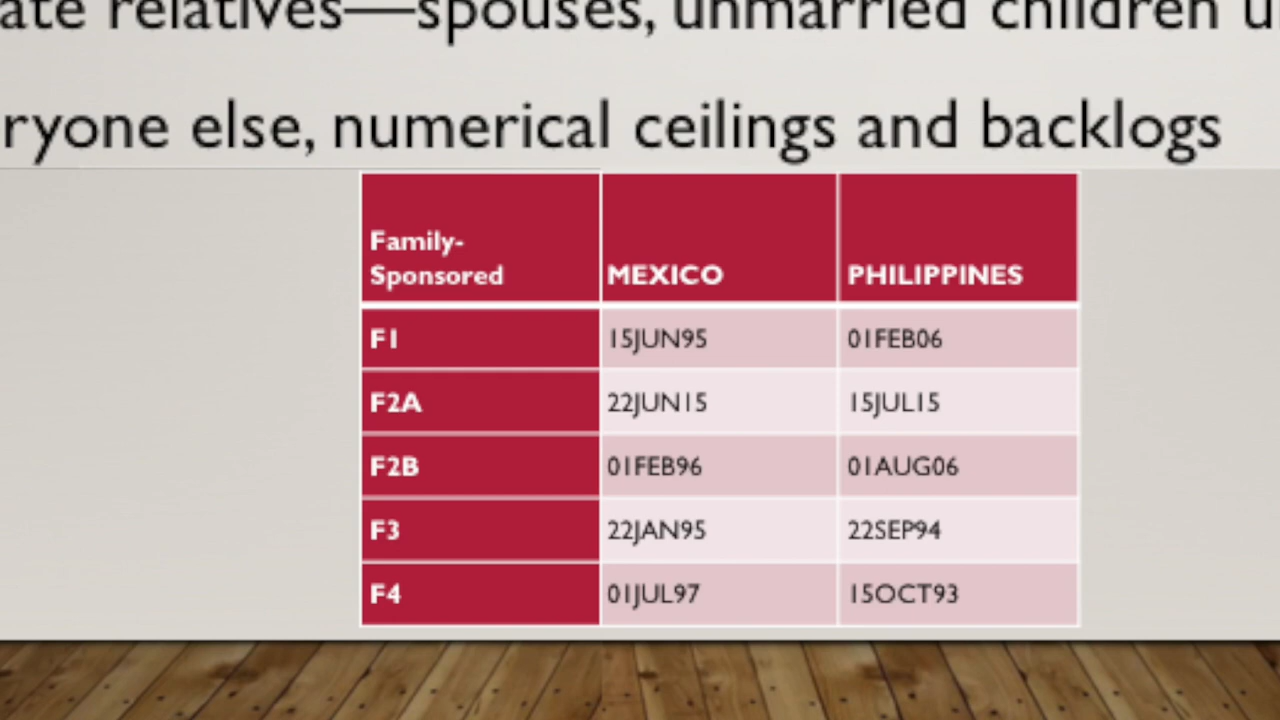 ate relatives—spouses, unmarried children u
ryone else, numerical ceilings and backlogs
Family-
Sponsored MEXICO PHILIPPINES
F1 15JUN95 01FEB06
F2A 22JUN15 15JUL15
F2B 01FEB96 01AUG06
F3 22JAN95 22SEP94
F4 01JUL97 15OCT93